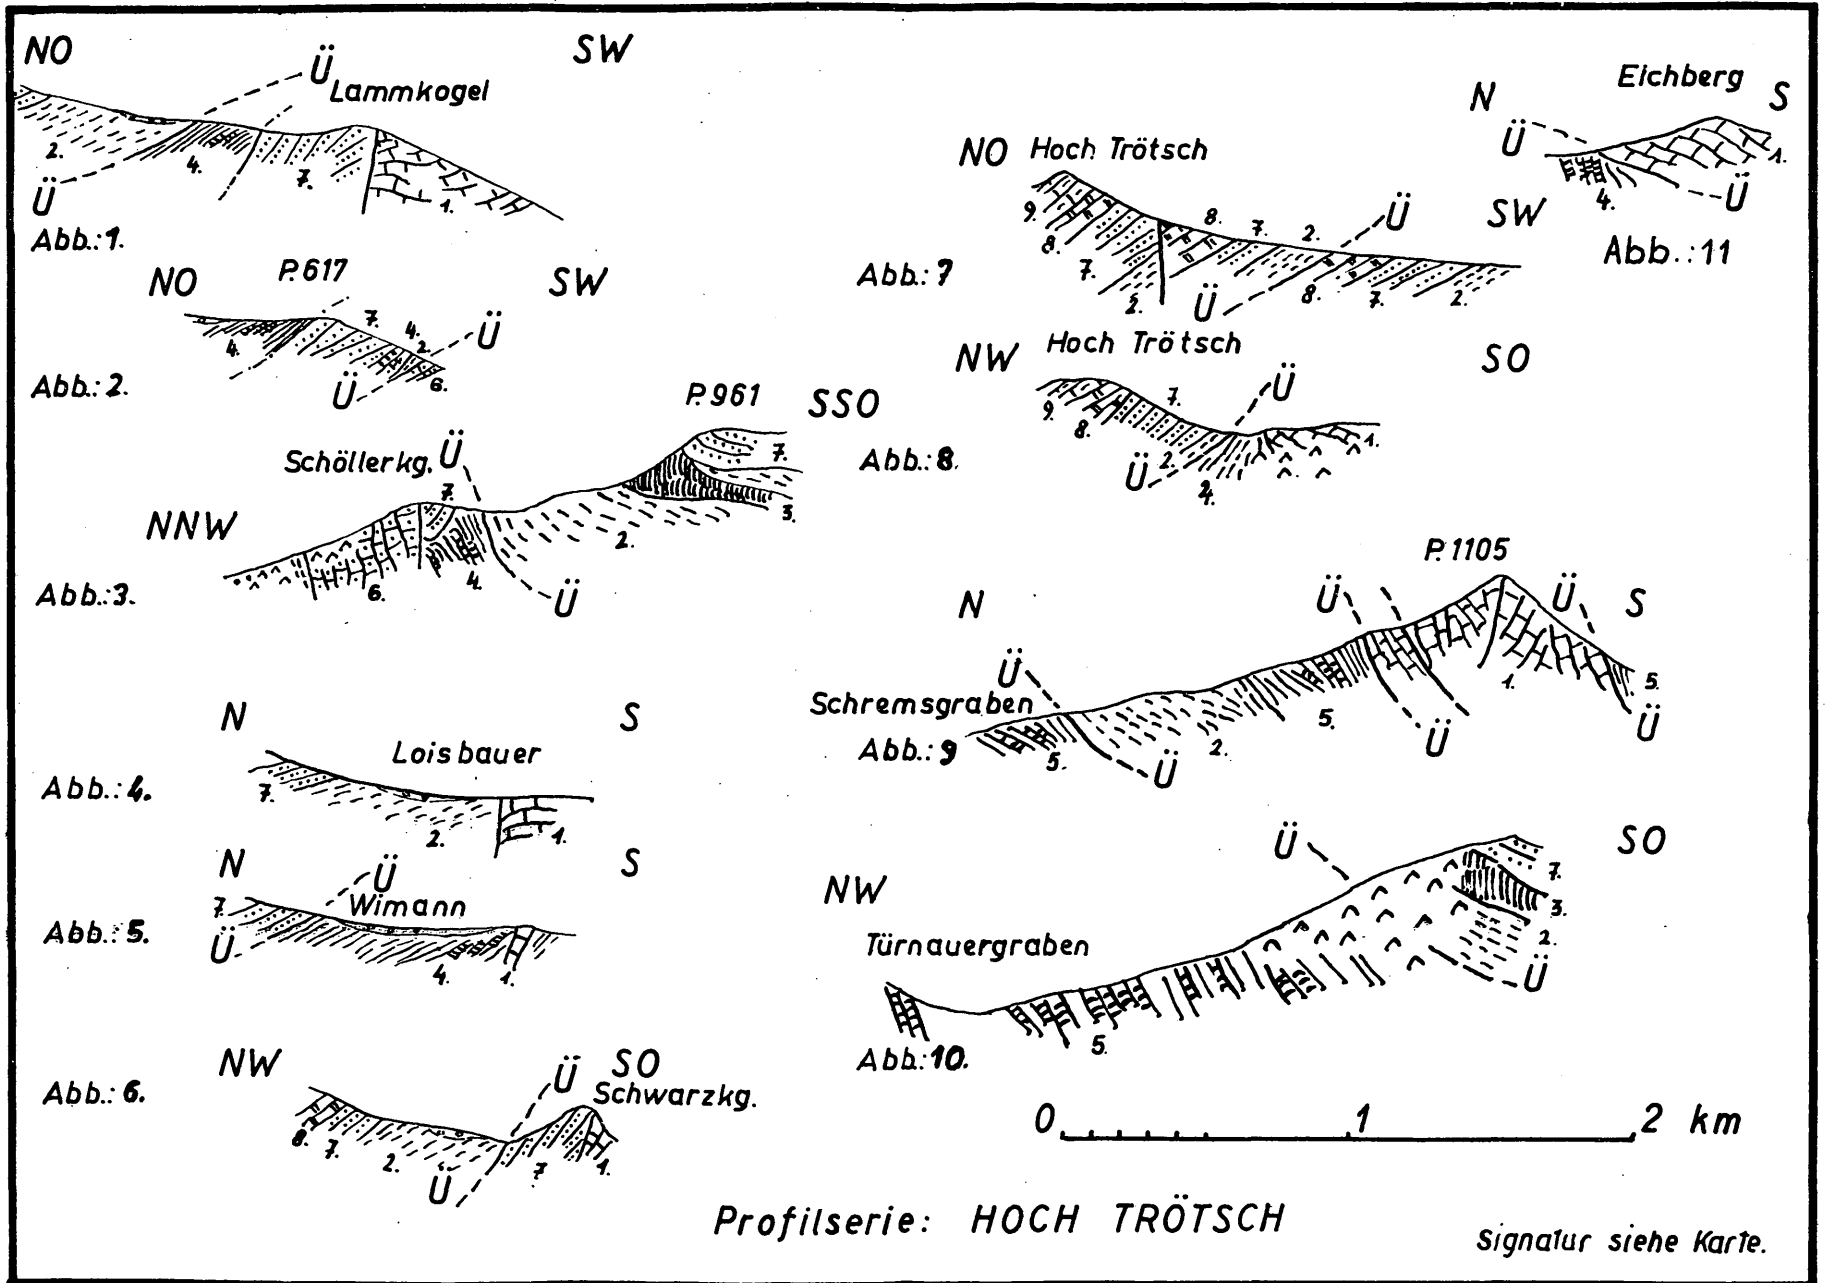 NO SW
Ü
Lammkogel
2. 4. 7. 1.
Ü
Abb.:1.
NO P.617 SW
7. 4. 2. Ü
4. 6.
Ü
Abb.:2.
P.961 SSO
Schöllerkg. Ü
7. 7.
NNW
3.
2.
6. 4.
Ü
Abb.:3.
N S
Loisbauer
7.
2. 1.
Abb.:4.
N S
Ü
Wimann
7.
Ü
4. 1.
Abb.:5.
NW Ü SO
Schwarzkg.
8. 7. 2. 7 1.
Ü
Abb.:6.
NO Hoch Trötsch
SW
8. 7. 2. Ü
9. 8. 7. 2.
Ü 8. 7. 2.
Abb.:7
NW Hoch Trötsch SO
7. Ü
9. 8. 1.
Ü 2. 4.
Abb.:8.
P.1105
N Ü Ü S
Ü
Schremsgraben
5. 2. 5. 1. 5.
Ü Ü Ü
Abb.:9
Ü SO
NW
7. 3. 2.
Türnauergraben
Ü
5.
Abb.:10.
Eichberg
N S
Ü
1.
4. Ü
Abb.:11
0 1 2 km
Profilserie: HOCH TRÖTSCH
Signatur siehe Karte.